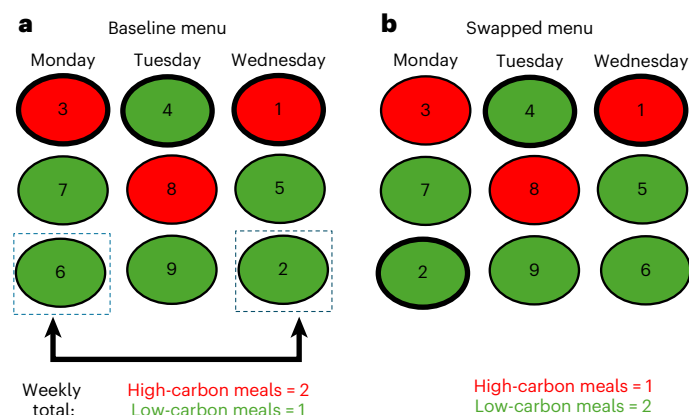 a
Baseline menu
Monday Tuesday Wednesday
3 4 1
7 8 5
6 9 2
Weekly total:
High-carbon meals = 2
Low-carbon meals = 1
b
Swapped menu
Monday Tuesday Wednesday
3 4 1
7 8 5
2 9 6
High-carbon meals = 1
Low-carbon meals = 2